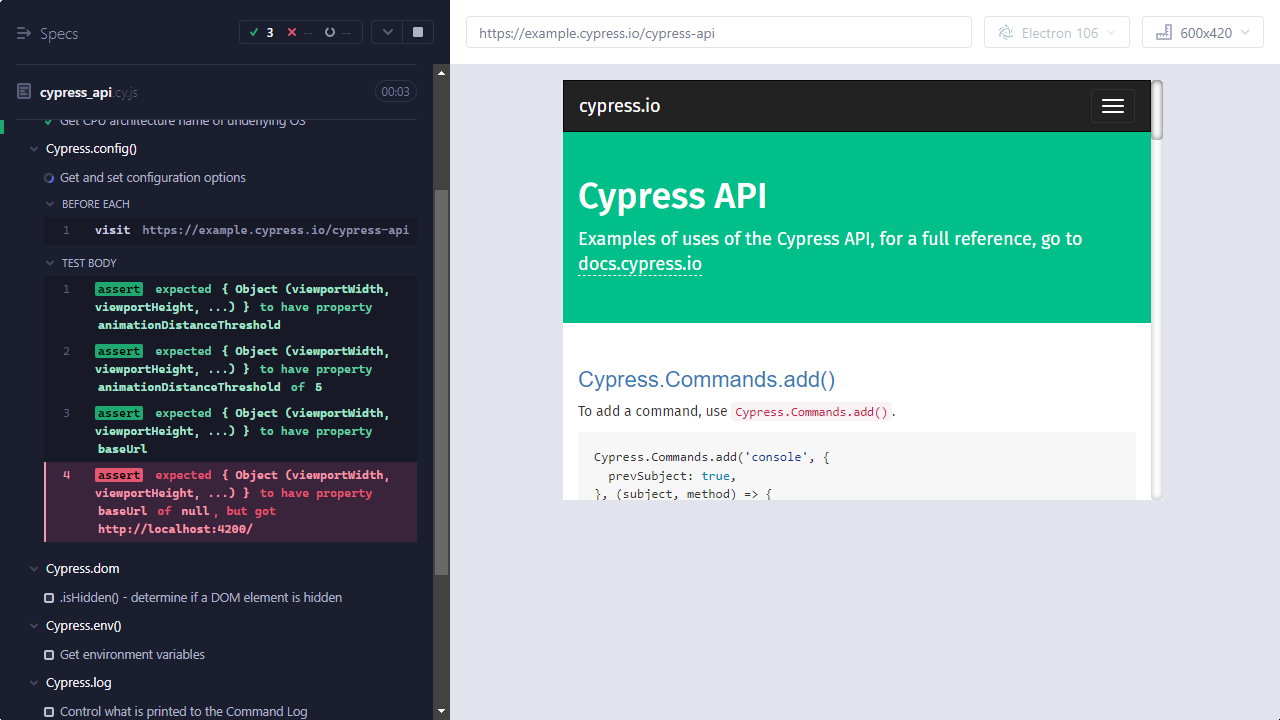 Specs
3
--
--
https://example.cypress.io/cypress-api
Electron 106
600x420
cypress_api.cy.js
00:03
Get CPU architecture name of underlying OS
Cypress.config()
Get and set configuration options
BEFORE EACH
1 visit https://example.cypress.io/cypress-api
TEST BODY
1 assert expected { Object (viewportWidth,
viewportHeight, ...) } to have property
animationDistanceThreshold
2 assert expected { Object (viewportWidth,
viewportHeight, ...) } to have property
animationDistanceThreshold of 5
3 assert expected { Object (viewportWidth,
viewportHeight, ...) } to have property
baseUrl
4 assert expected { Object (viewportWidth,
viewportHeight, ...) } to have property
baseUrl of null, but got
http://localhost:4200/
Cypress.dom
.isHidden() - determine if a DOM element is hidden
Cypress.env()
Get environment variables
Cypress.log
Control what is printed to the Command Log
cypress.io
Cypress API
Examples of uses of the Cypress API, for a full reference, go to
docs.cypress.io
Cypress.Commands.add()
To add a command, use Cypress.Commands.add().
Cypress.Commands.add('console', {
prevSubject: true,
}, (subject, method) => {